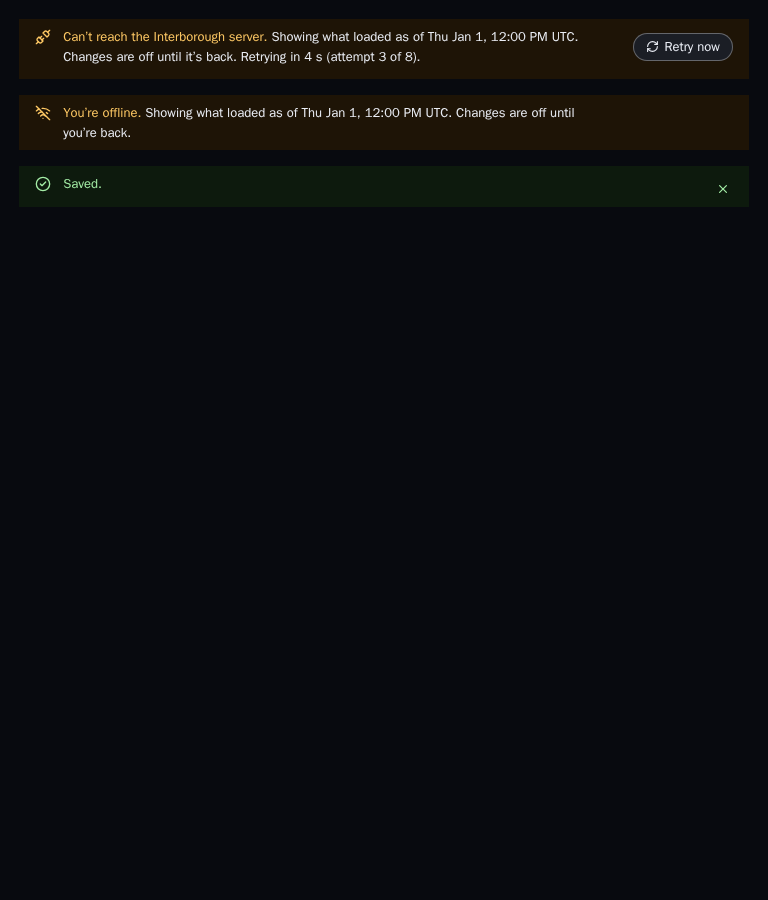 Can’t reach the Interborough server. Showing what loaded as of Thu Jan 1, 12:00 PM UTC.
Changes are off until it’s back. Retrying in 4 s (attempt 3 of 8).
Retry now
You’re offline. Showing what loaded as of Thu Jan 1, 12:00 PM UTC. Changes are off until
you’re back.
Saved.